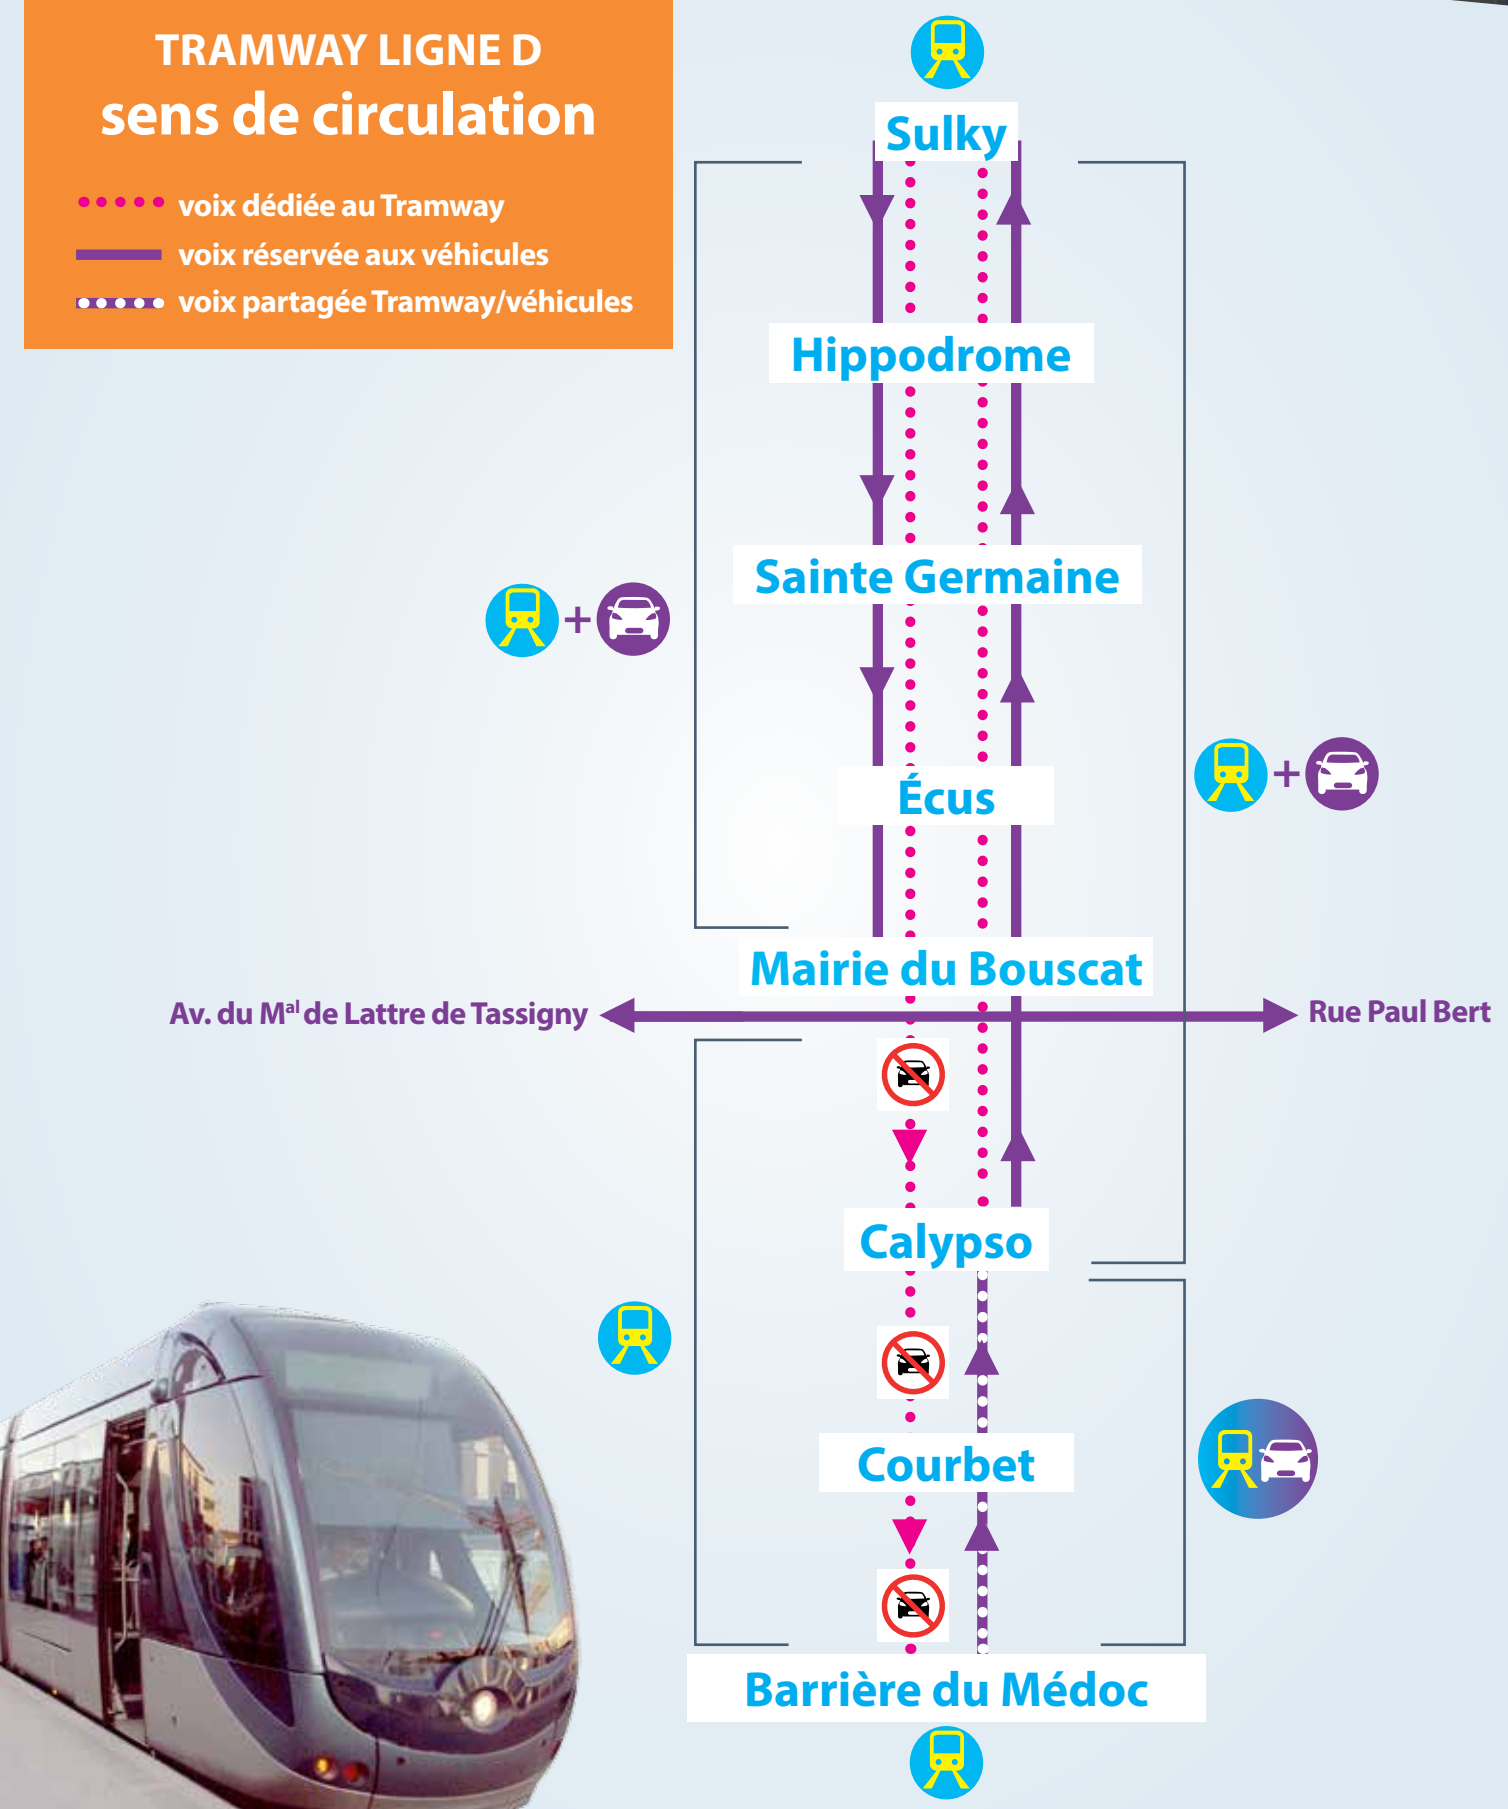 TRAMWAY LIGNE D
sens de circulation
voix dédiée au Tramway
voix réservée aux véhicules
voix partagée Tramway/véhicules
Sulky
Hippodrome
Sainte Germaine
+
Écus
+
Mairie du Bouscat
Av. du Mal de Lattre de Tassigny
Rue Paul Bert
Calypso
Courbet
Barrière du Médoc